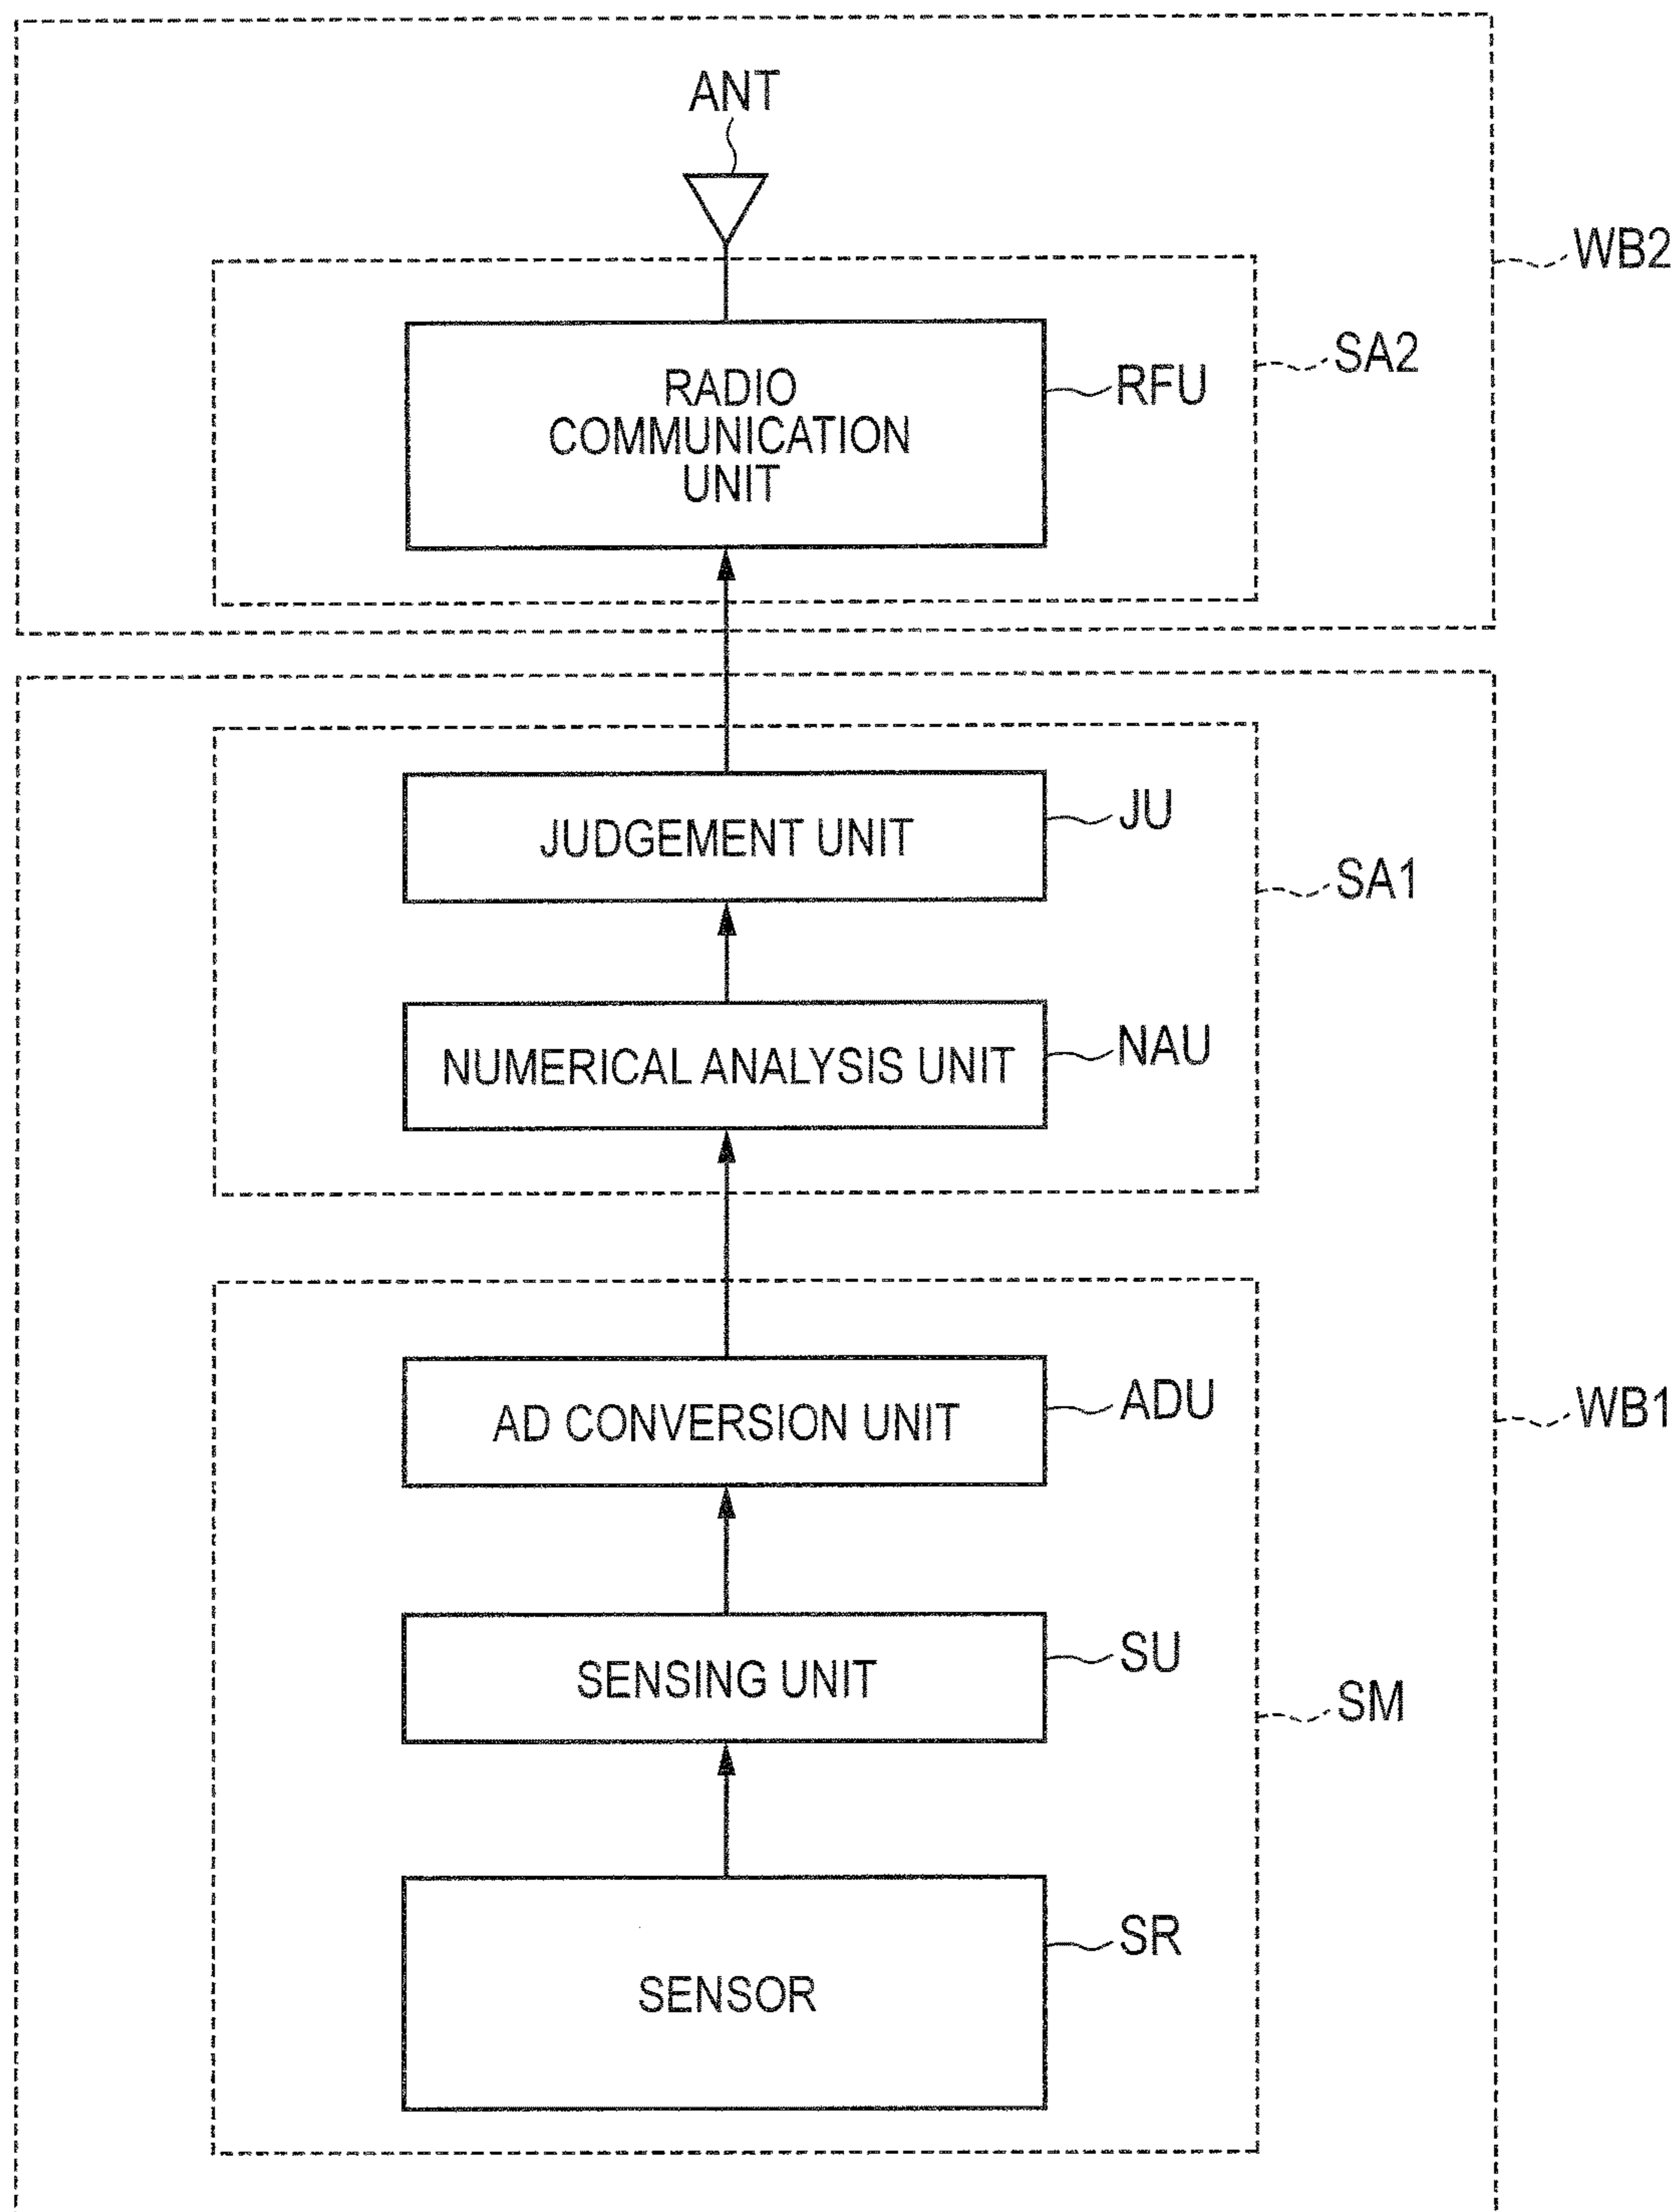 ANT
WB2
SA2
RFU
RADIO
COMMUNICATION
UNIT
JU
JUDGEMENT UNIT
SA1
NAU
NUMERICAL ANALYSIS UNIT
ADU
AD CONVERSION UNIT
WB1
SU
SENSING UNIT
SM
SR
SENSOR